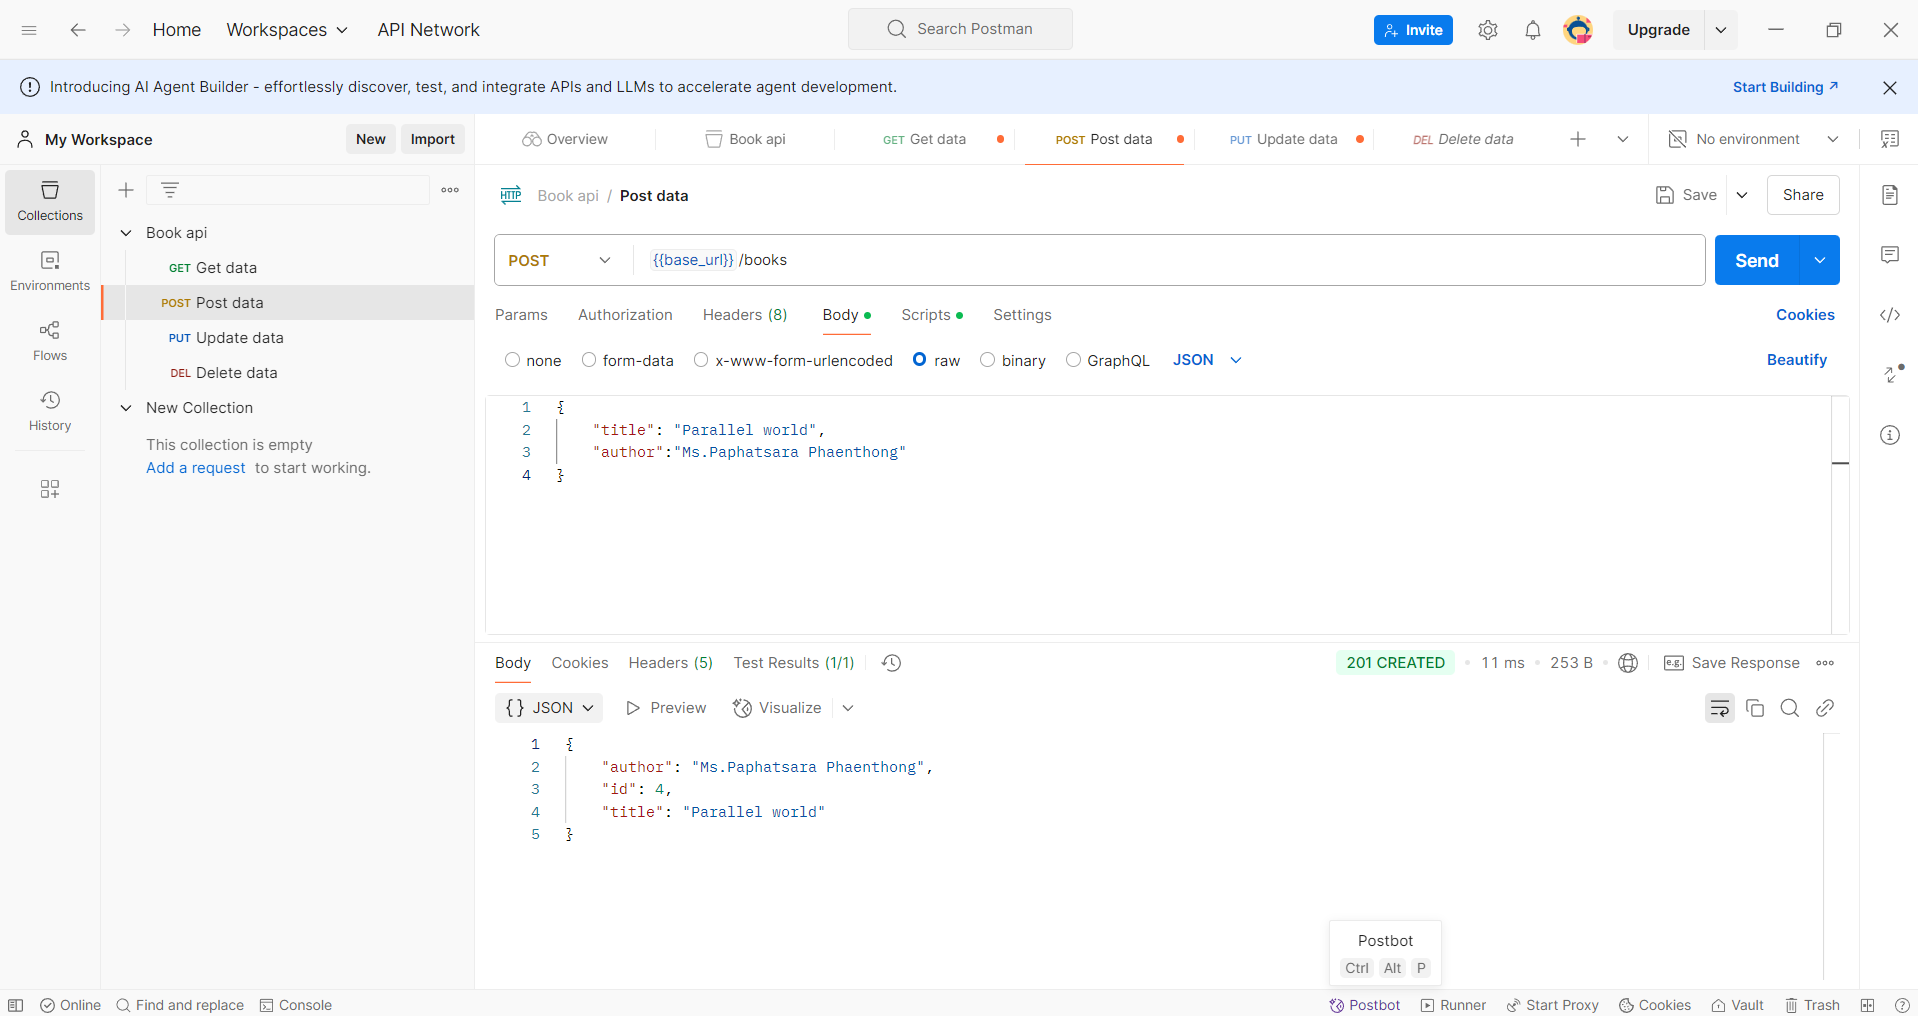 Home Workspaces API Network Search Postman Invite Upgrade
Introducing AI Agent Builder - effortlessly discover, test, and integrate APIs and LLMs to accelerate agent development. Start Building
My Workspace New Import
Overview Book api GET Get data POST Post data PUT Update data DEL Delete data No environment
Collections
Environments
Flows
History
Book api
GET Get data
POST Post data
PUT Update data
DEL Delete data
New Collection
This collection is empty
Add a request to start working.
HTTP Book api / Post data Save Share
POST {{base_url}} /books Send
Params Authorization Headers (8) Body Scripts Settings Cookies
none form-data x-www-form-urlencoded raw binary GraphQL JSON Beautify
1 {
2 "title": "Parallel world",
3 "author":"Ms.Paphatsara Phaenthong"
4 }
Body Cookies Headers (5) Test Results (1/1) 201 CREATED 11 ms 253 B e.g. Save Response
{} JSON Preview Visualize
1 {
2 "author": "Ms.Paphatsara Phaenthong",
3 "id": 4,
4 "title": "Parallel world"
5 }
Postbot
Ctrl Alt P
Online Find and replace Console Postbot Runner Start Proxy Cookies Vault Trash